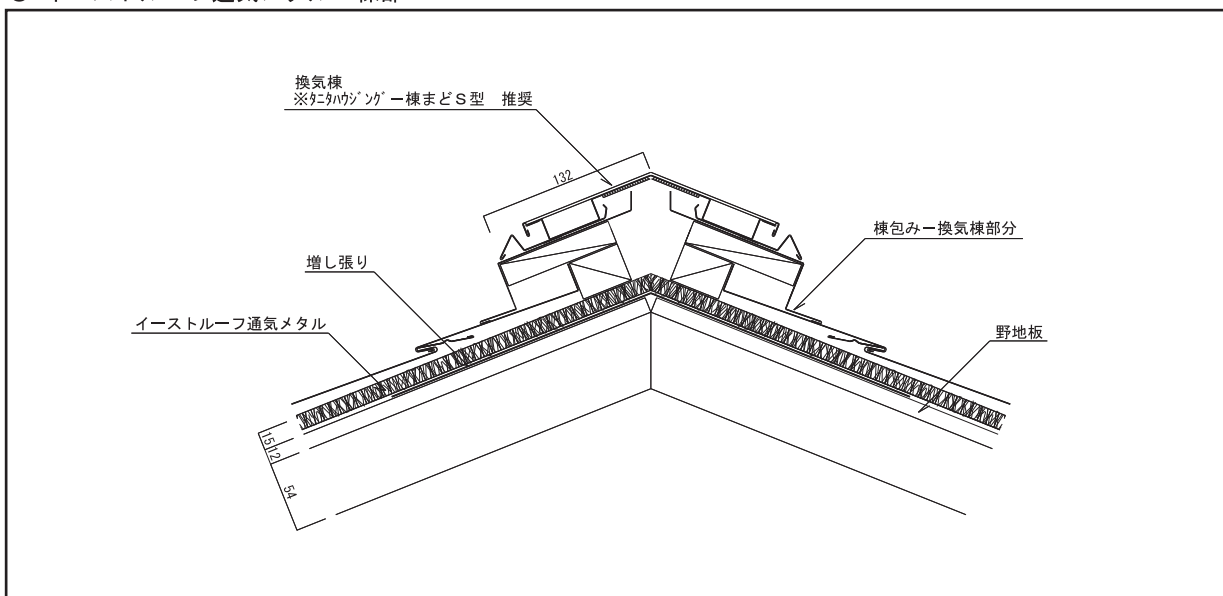 換気棟
※ﾀﾆﾀﾊｳｼﾞﾝｸﾞー棟まどＳ型　推奨
132
棟包みー換気棟部分
増し張り
イーストルーフ通気メタル
野地板
15
12
54